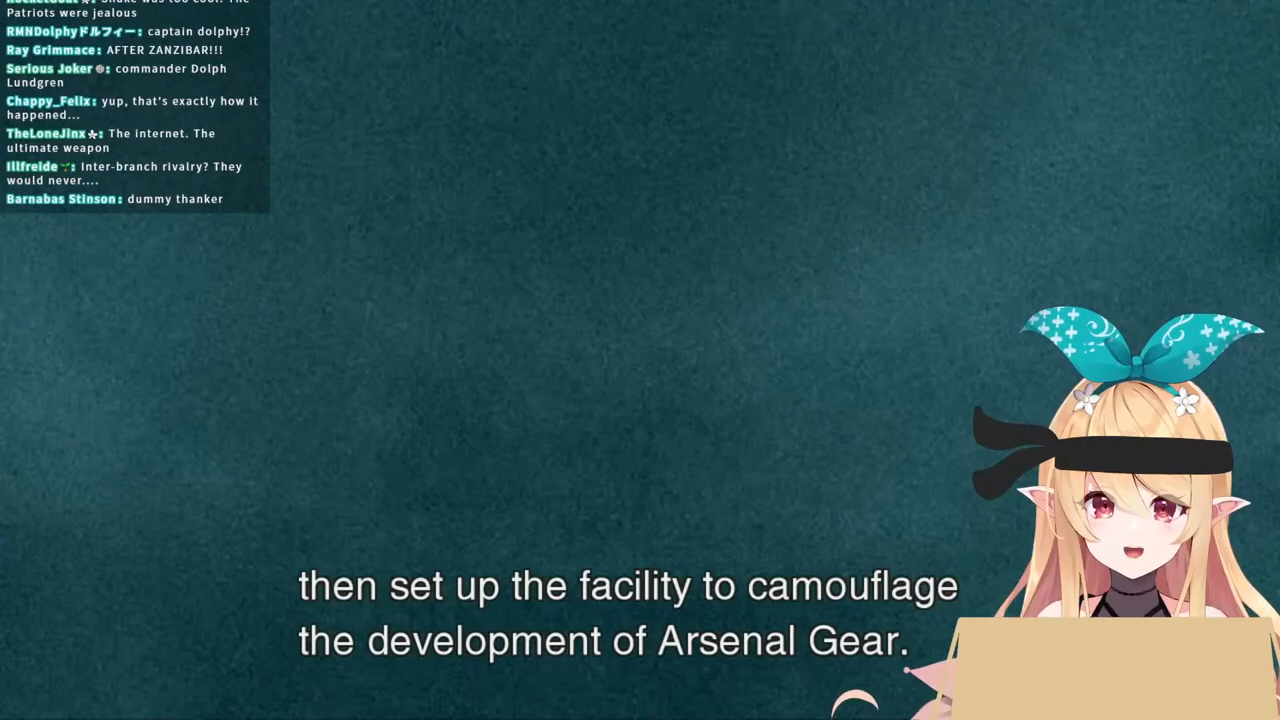 Patriots were jealous
RMNDolphyドルフィー: captain dolphy!?
Ray Grimmace: AFTER ZANZIBAR!!!
Serious Joker: commander Dolph
Lundgren
Chappy_Felix: yup, that's exactly how it
happened...
TheLoneJinx: The internet. The
ultimate weapon
Illfreide: Inter-branch rivalry? They
would never....
Barnabas Stinson: dummy thanker
then set up the facility to camouflage
the development of Arsenal Gear.